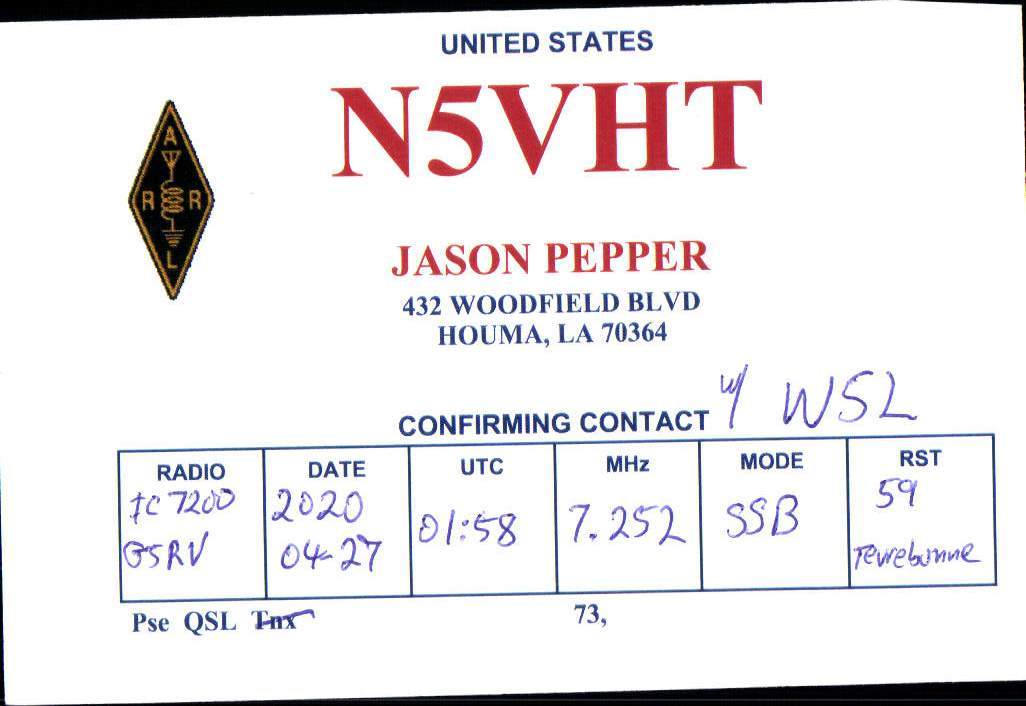 UNITED STATES
N5VHT
A
R R
L
JASON PEPPER
432 WOODFIELD BLVD
HOUMA, LA 70364
CONFIRMING CONTACT w/ W5L
RADIO DATE UTC MHz MODE RST
IC 7200 2020 01:58 7.252 SSB 59
G5RV 04-27 Terrebonne
Pse QSL Tnx 73,